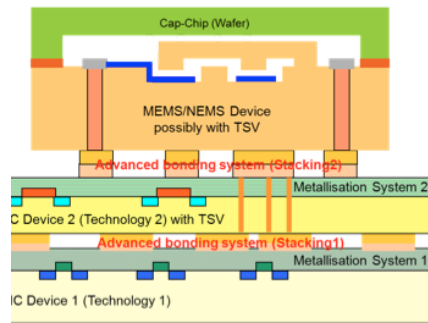 Cap-Chip (Wafer)
MEMS/NEMS Device
possibly with TSV
Advanced bonding system (Stacking2)
Metallisation System 2
C Device 2 (Technology 2) with TSV
Advanced bonding system (Stacking1)
Metallisation System 1
C Device 1 (Technology 1)